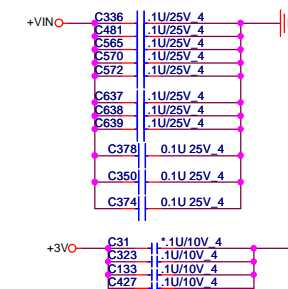 +VIN
C336 .1U/25V_4
C481 .1U/25V_4
C565 .1U/25V_4
C570 .1U/25V_4
C572 .1U/25V_4
C637 .1U/25V_4
C638 .1U/25V_4
C639 .1U/25V_4
C378 0.1U 25V_4
C350 0.1U 25V_4
C374 0.1U 25V_4
+3V
C31 *.1U/10V_4
C323 .1U/10V_4
C133 .1U/10V_4
C427 .1U/10V_4